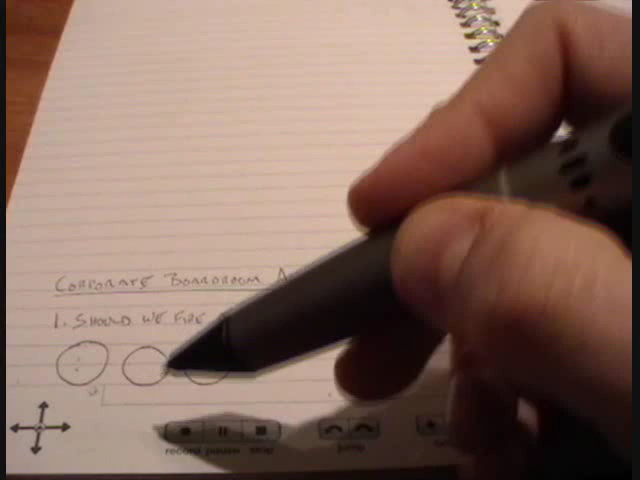 CORPORATE BOARDROOM A
1. SHOULD WE FIRE
record pause stop jump